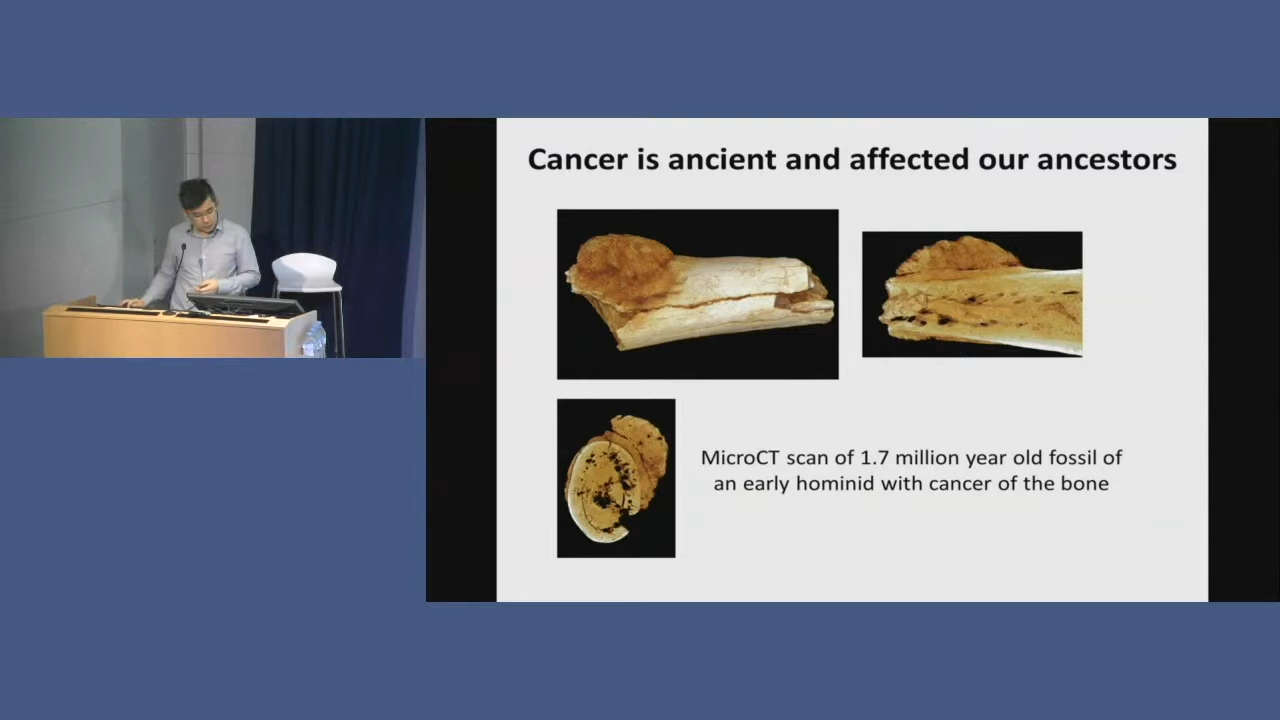 Cancer is ancient and affected our ancestors
MicroCT scan of 1.7 million year old fossil of
an early hominid with cancer of the bone